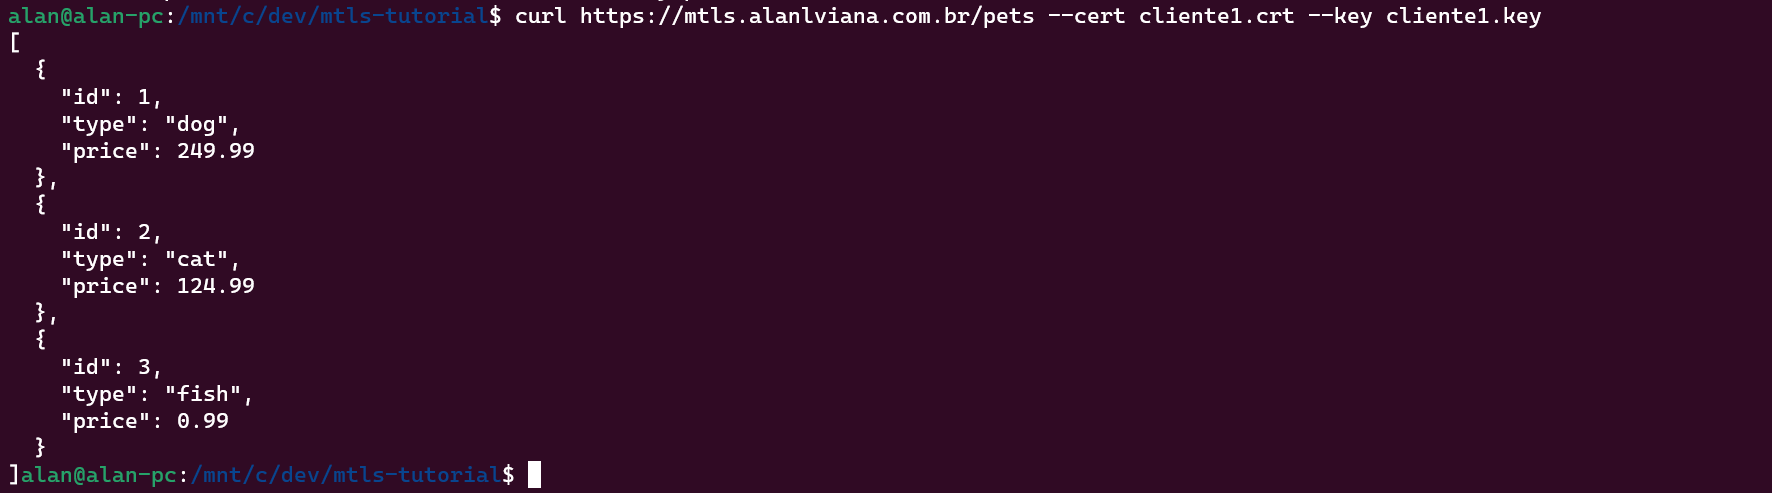 alan@alan-pc:/mnt/c/dev/mtls-tutorial$ curl https://mtls.alanlviana.com.br/pets --cert cliente1.crt --key cliente1.key
[
  {
    "id": 1,
    "type": "dog",
    "price": 249.99
  },
  {
    "id": 2,
    "type": "cat",
    "price": 124.99
  },
  {
    "id": 3,
    "type": "fish",
    "price": 0.99
  }
]alan@alan-pc:/mnt/c/dev/mtls-tutorial$